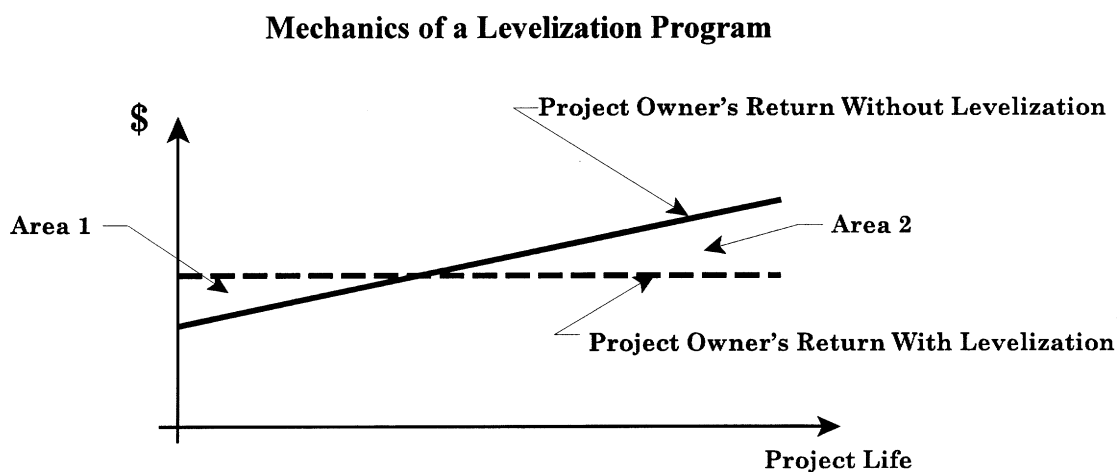 Mechanics of a Levelization Program
$
Project Owner's Return Without Levelization
Area 1
Area 2
Project Owner's Return With Levelization
Project Life